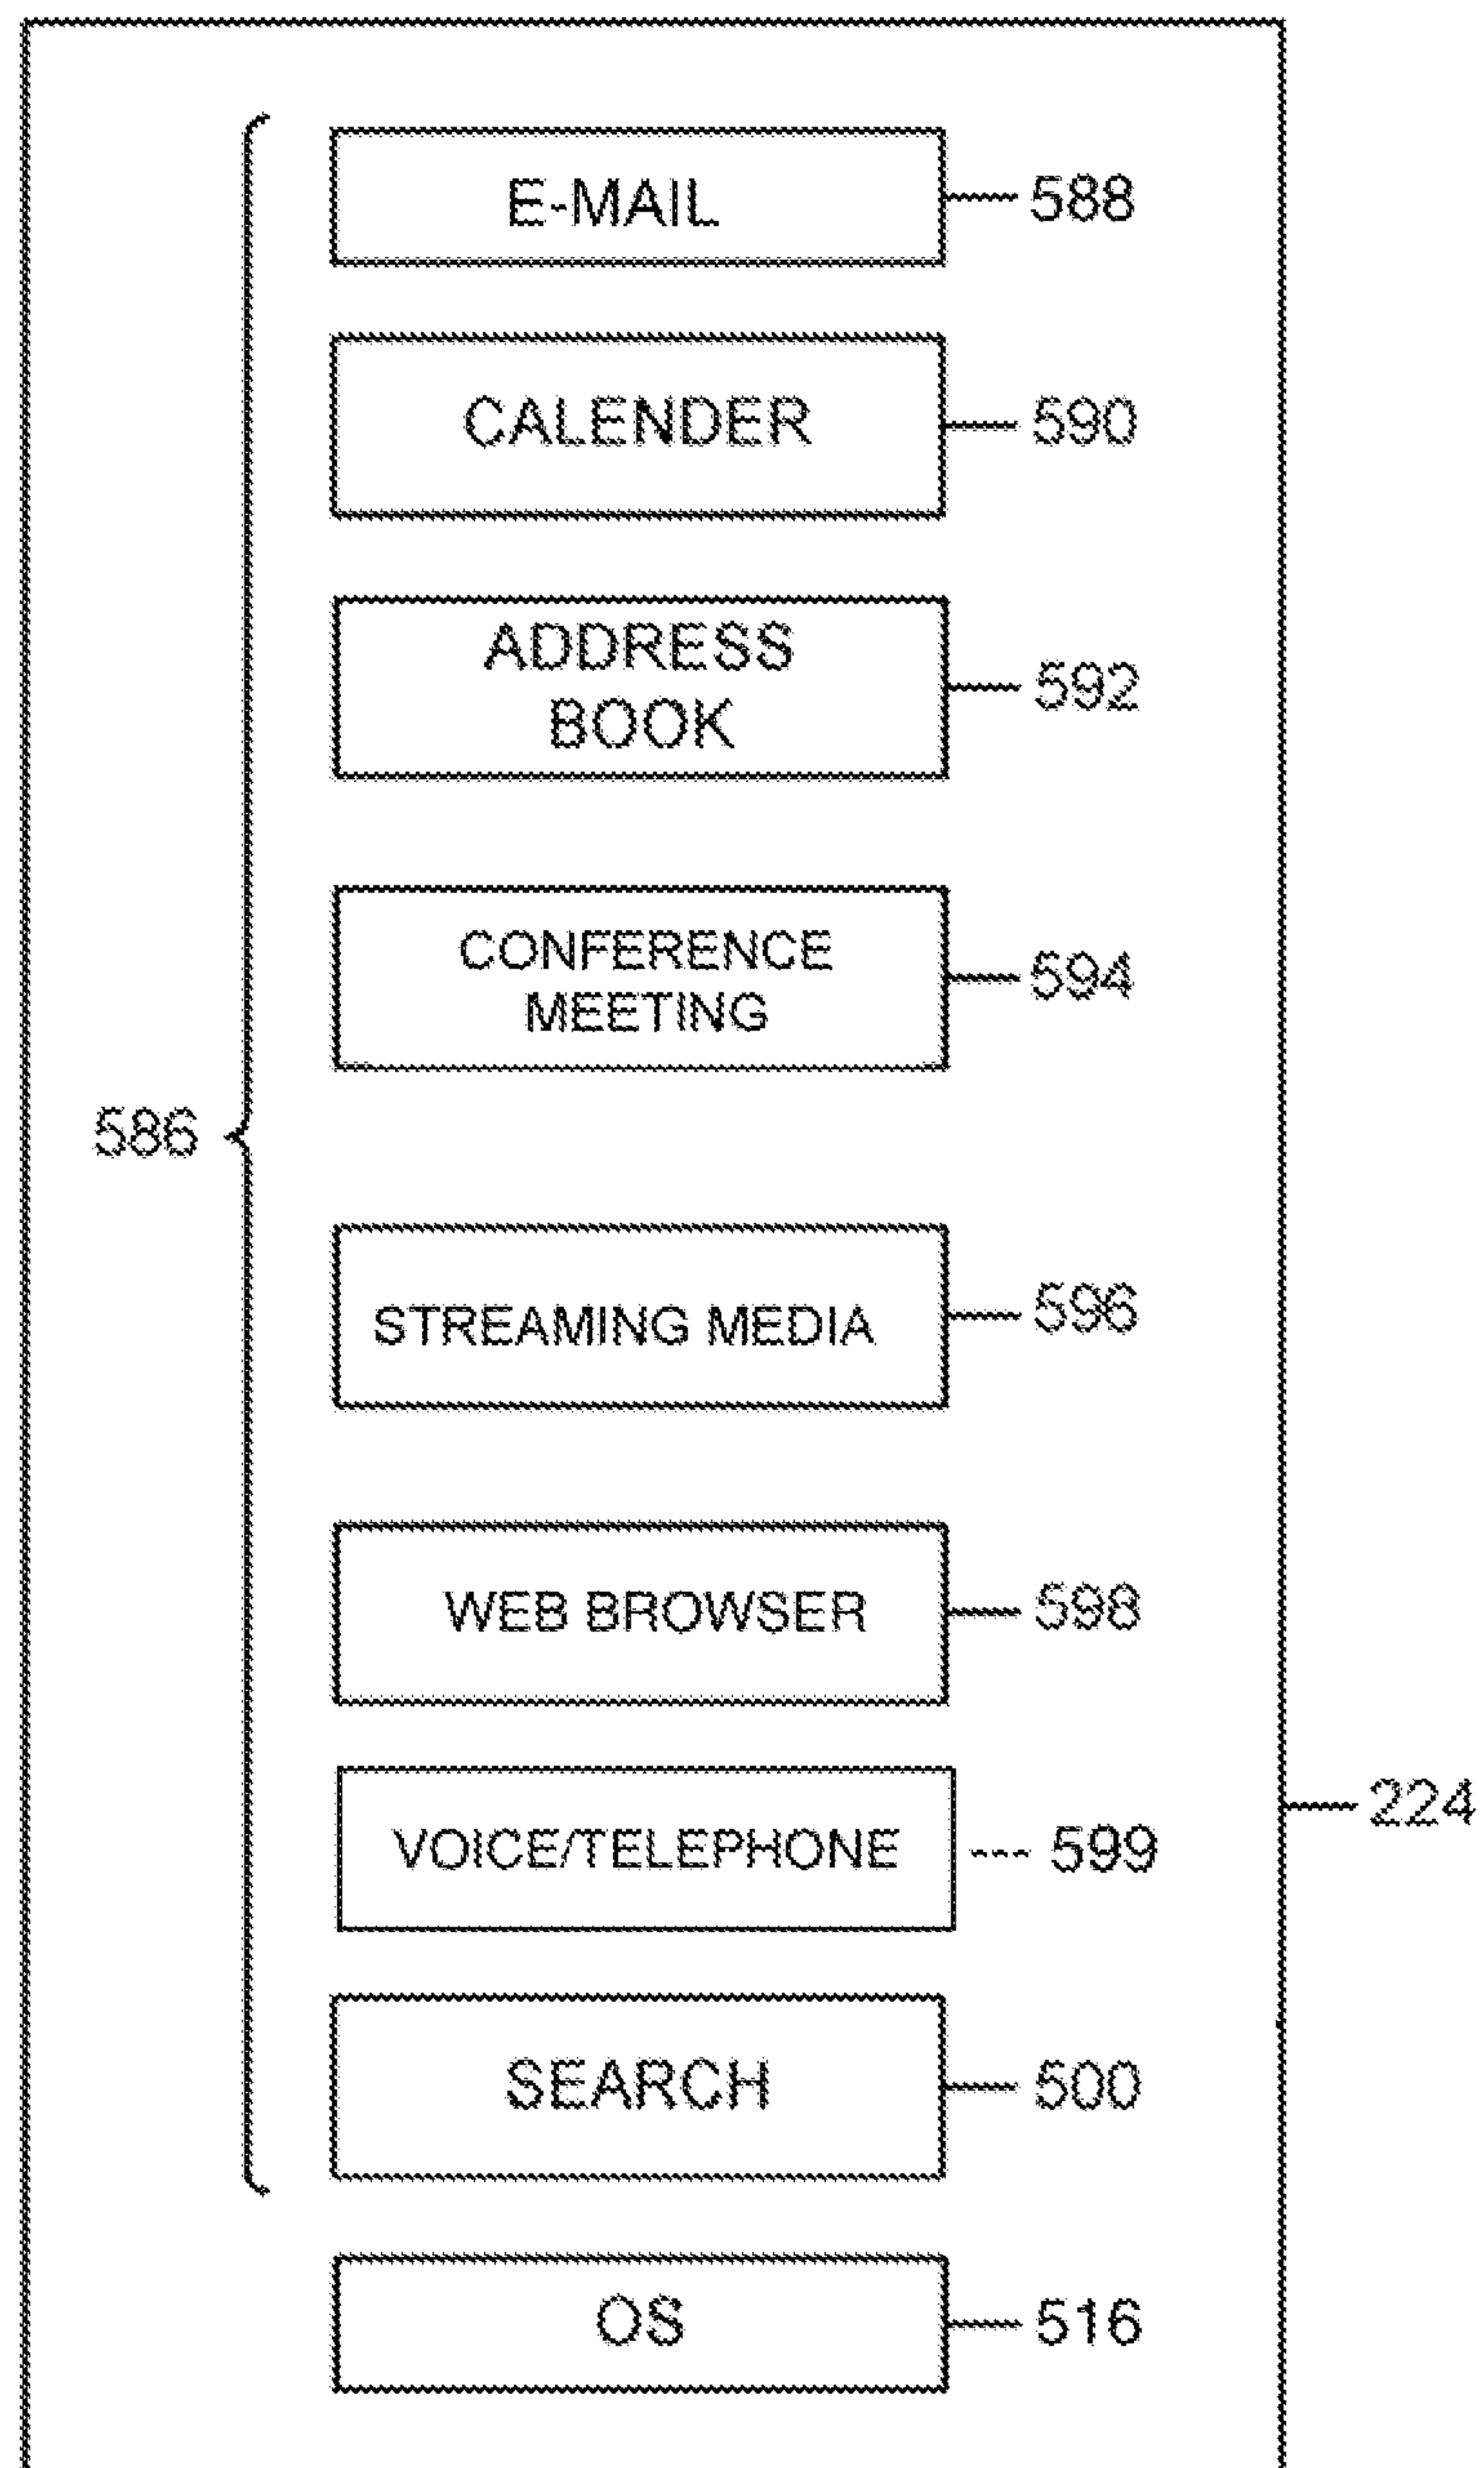 E-MAIL 588
CALENDER 590
ADDRESS
BOOK
592
CONFERENCE
MEETING
594
586
STREAMING MEDIA 596
WEB BROWSER 598
224
VOICE/TELEPHONE 599
SEARCH 500
OS 516